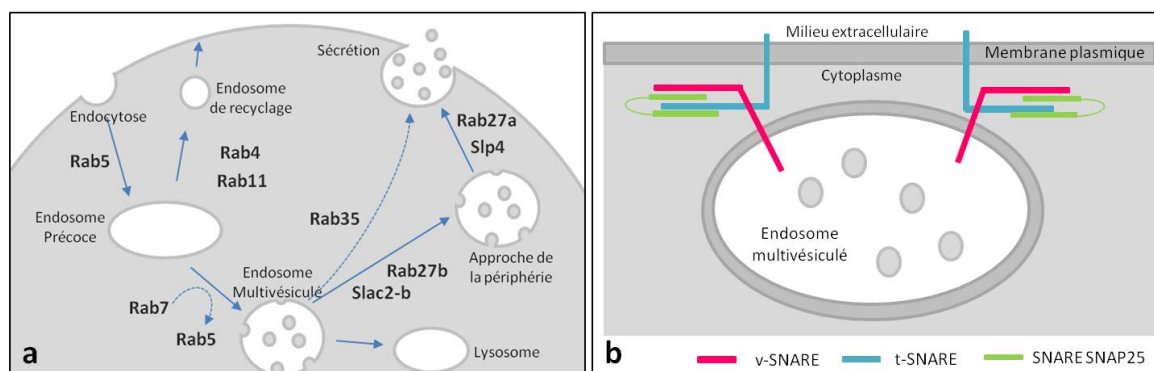 Sécrétion
Endosome
de recyclage
Endocytose
Rab27a
Slp4
Rab5
Rab4
Rab11
Endosome
Précoce
Rab35
Approche de
la périphérie
Endosome
Multivésiculé
Rab27b
Slac2-b
Rab7
Rab5
Lysosome
a
Milieu extracellulaire
Membrane plasmique
Cytoplasme
Endosome
multivésiculé
b
v-SNARE
t-SNARE
SNARE SNAP25